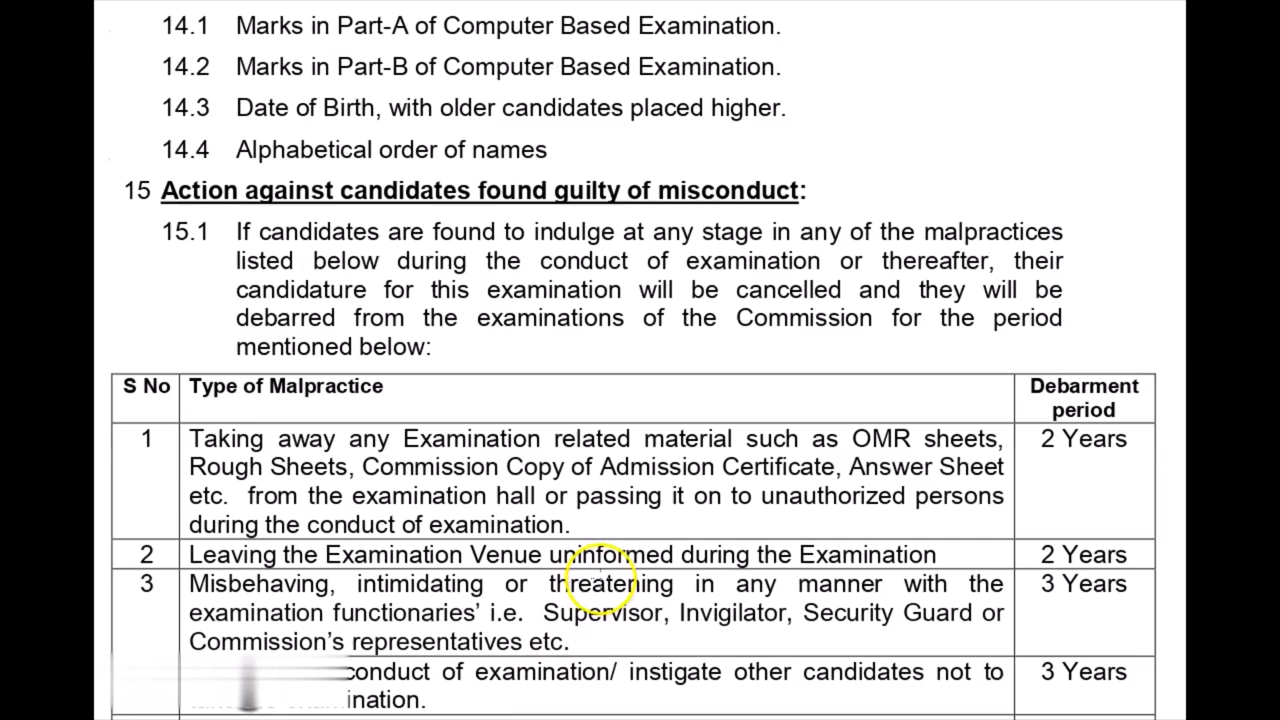 14.1 Marks in Part-A of Computer Based Examination.
14.2 Marks in Part-B of Computer Based Examination.
14.3 Date of Birth, with older candidates placed higher.
14.4 Alphabetical order of names
15 Action against candidates found guilty of misconduct:
15.1 If candidates are found to indulge at any stage in any of the malpractices
listed below during the conduct of examination or thereafter, their
candidature for this examination will be cancelled and they will be
debarred from the examinations of the Commission for the period
mentioned below:
S No Type of Malpractice Debarment
period
1 Taking away any Examination related material such as OMR sheets, 2 Years
Rough Sheets, Commission Copy of Admission Certificate, Answer Sheet
etc. from the examination hall or passing it on to unauthorized persons
during the conduct of examination.
2 Leaving the Examination Venue uninformed during the Examination 2 Years
3 Misbehaving, intimidating or threatening in any manner with the 3 Years
examination functionaries' i.e. Supervisor, Invigilator, Security Guard or
Commission's representatives etc.
conduct of examination/ instigate other candidates not to 3 Years